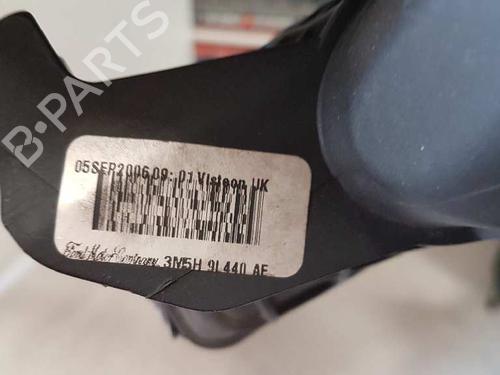 B-PARTS
05SEP2006 09:01 Visteon UK
Ford Motor Company 3M5H 9L440 AE